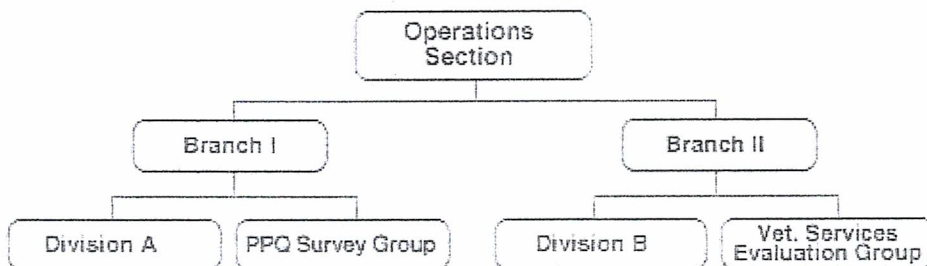 Operations
Section
Branch I
Branch II
Division A
PPQ Survey Group
Division B
Vet. Services
Evaluation Group